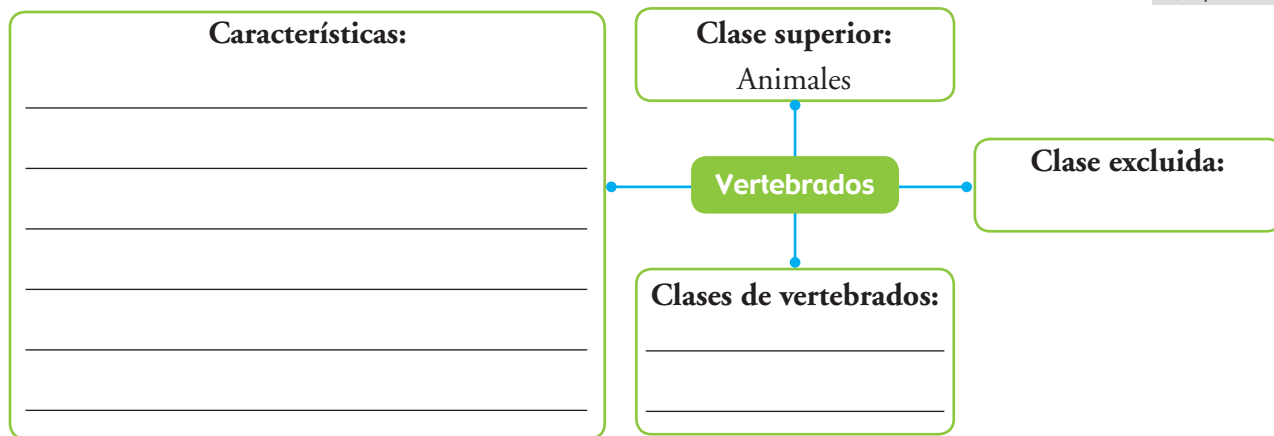 Características:
Clase superior:
Animales
Vertebrados
Clase excluida:
Clases de vertebrados: